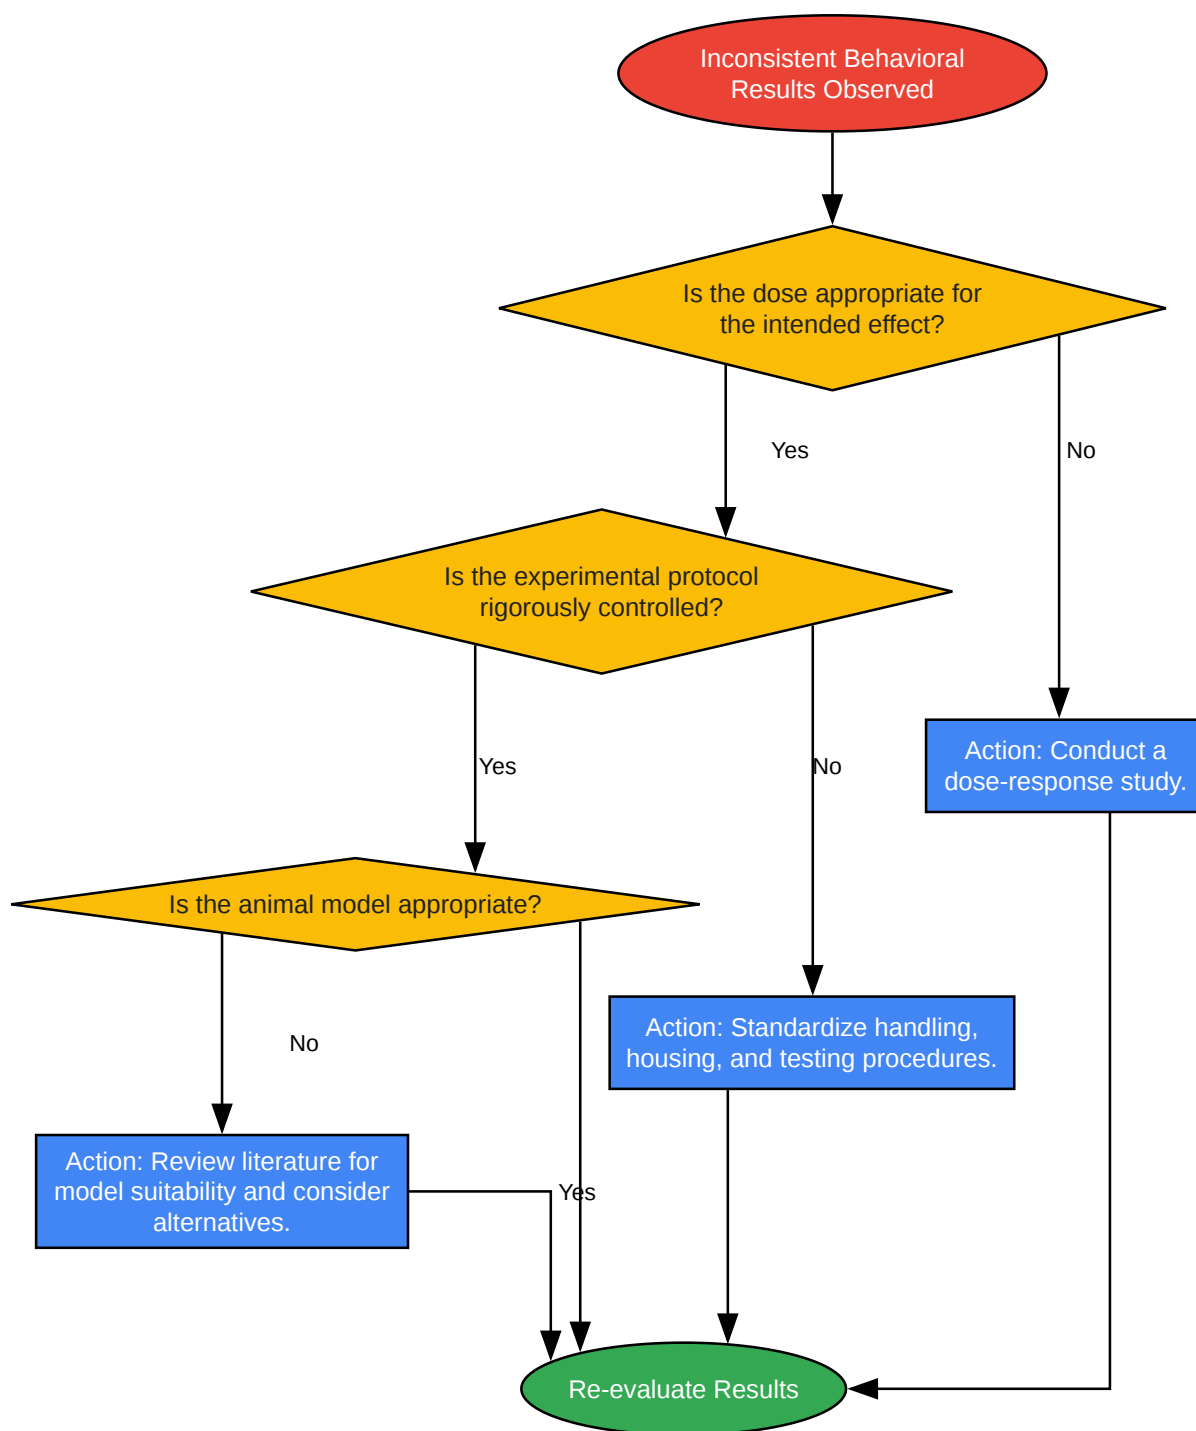 Inconsistent Behavioral
Results Observed
Is the dose appropriate for
the intended effect?
Yes
No
Is the experimental protocol
rigorously controlled?
Yes
No
Action: Conduct a
dose-response study.
Is the animal model appropriate?
No
Action: Standardize handling,
housing, and testing procedures.
Action: Review literature for
model suitability and consider
alternatives.
Yes
Re-evaluate Results